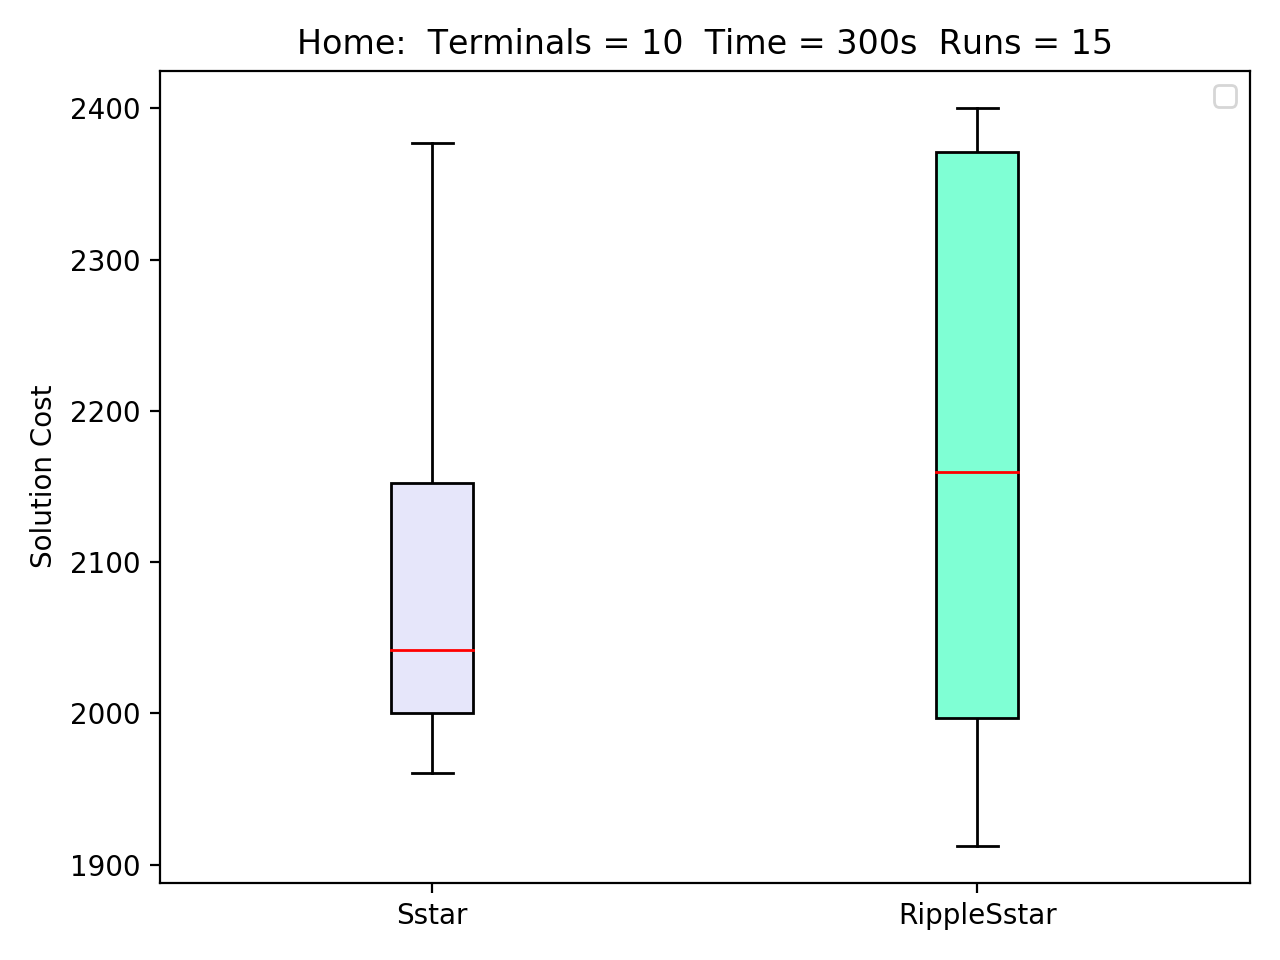 Home:  Terminals = 10  Time = 300s  Runs = 15
2400
2300
2200
2100
2000
1900
Solution Cost
Sstar
RippleSstar